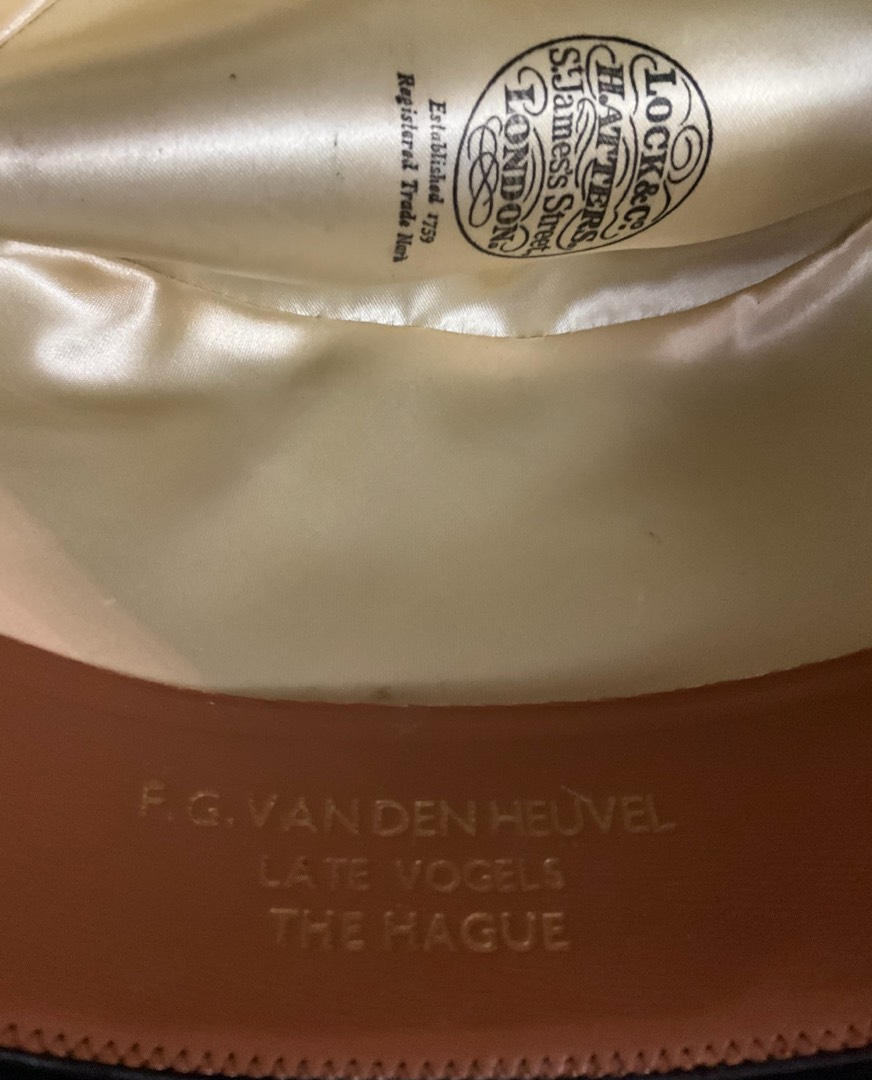 LOCK & Co
HATTERS.
St James's Street,
LONDON.
Established 1759
Registered Trade Mark
F. G. VAN DEN HEUVEL
LATE VOGELS
THE HAGUE